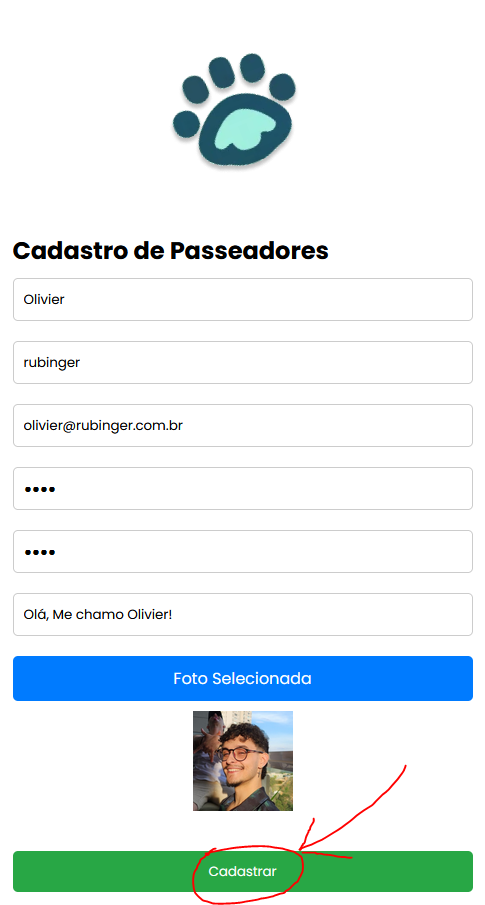 Cadastro de Passeadores
Olivier
rubinger
olivier@rubinger.com.br
••••
••••
Olá, Me chamo Olivier!
Foto Selecionada
Cadastrar